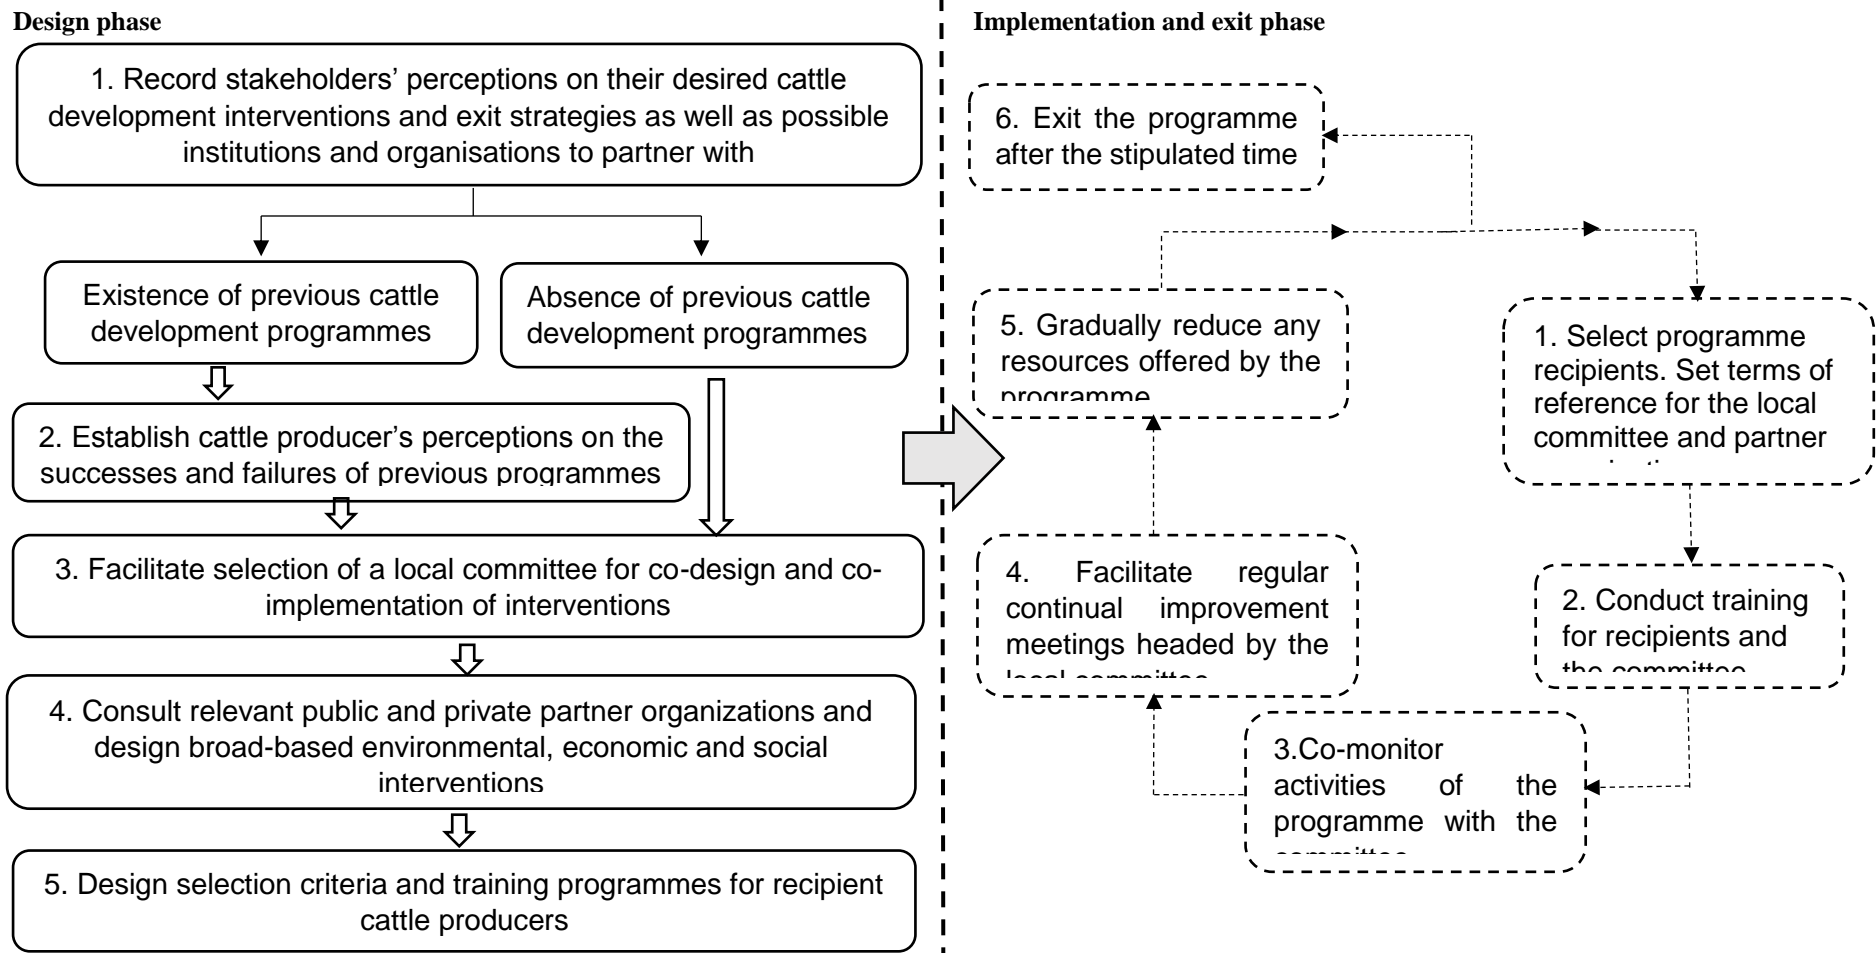 Design phase
1. Record stakeholders’ perceptions on their desired cattle
development interventions and exit strategies as well as possible
institutions and organisations to partner with
Existence of previous cattle
development programmes
Absence of previous cattle
development programmes
2. Establish cattle producer’s perceptions on the
successes and failures of previous programmes
3. Facilitate selection of a local committee for co-design and co-
implementation of interventions
4. Consult relevant public and private partner organizations and
design broad-based environmental, economic and social
interventions
5. Design selection criteria and training programmes for recipient
cattle producers
Implementation and exit phase
6. Exit the programme
after the stipulated time
5. Gradually reduce any
resources offered by the
programme
1. Select programme
recipients. Set terms of
reference for the local
committee and partner
4. Facilitate regular
continual improvement
meetings headed by the
local committee
2. Conduct training
for recipients and
the committee
3.Co-monitor
activities of the
programme with the
committee